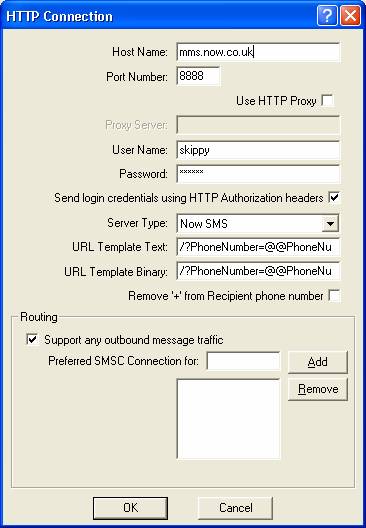 HTTP Connection
Host Name: mms.now.co.uk
Port Number: 8888
Use HTTP Proxy
Proxy Server:
User Name: skippy
Password: ******
Send login credentials using HTTP Authorization headers
Server Type: Now SMS
URL Template Text: /?PhoneNumber=@@PhoneNu
URL Template Binary: /?PhoneNumber=@@PhoneNu
Remove '+' from Recipient phone number
Routing
Support any outbound message traffic
Preferred SMSC Connection for: Add
Remove
OK Cancel